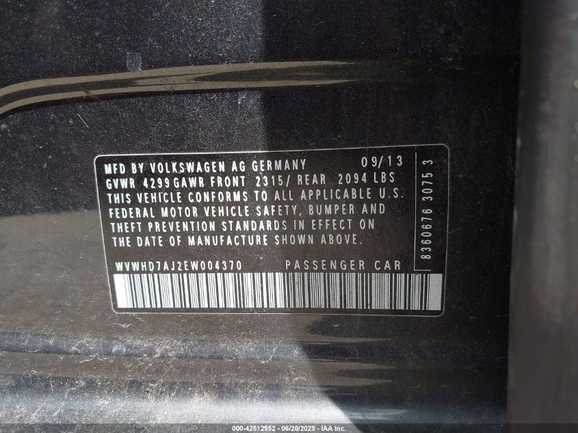 MFD BY VOLKSWAGEN AG GERMANY 09/13
GVWR 4299 GAWR FRONT 2315/ REAR 2094 LBS
THIS VEHICLE CONFORMS TO ALL APPLICABLE U.S.
FEDERAL MOTOR VEHICLE SAFETY, BUMPER AND
THEFT PREVENTION STANDARDS IN EFFECT ON
THE DATE OF MANUFACTURE SHOWN ABOVE.
WVWHD7AJ2EW004370 PASSENGER CAR
8360676 3075 3
000-42512952 - 06/20/2025 - IAA Inc.